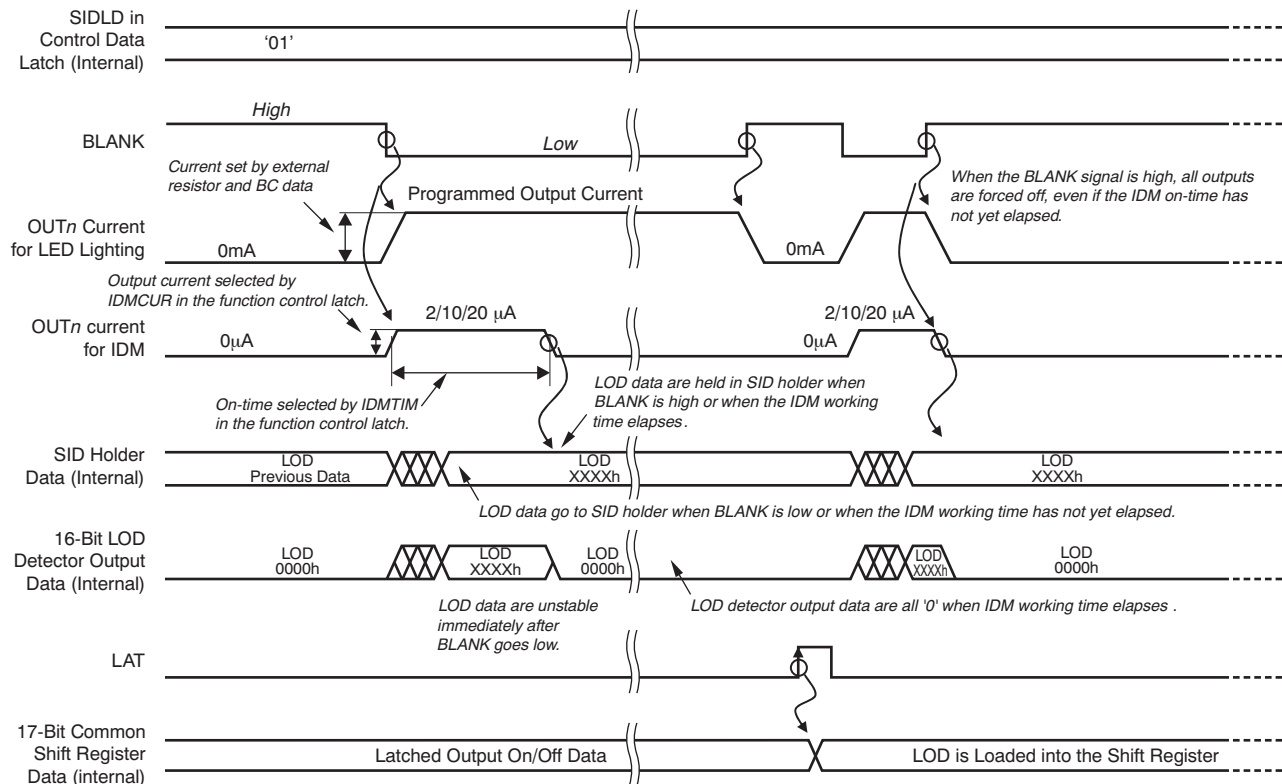 SIDLD in
Control Data
Latch (Internal)
'01'
BLANK
High
Low
Current set by external
resistor and BC data
Programmed Output Current
When the BLANK signal is high, all outputs
are forced off, even if the IDM on-time has
not yet elapsed.
OUTn Current
for LED Lighting
0mA
0mA
Output current selected by
IDMCUR in the function control latch.
OUTn current
for IDM
0μA
2/10/20 μA
0μA
2/10/20 μA
On-time selected by IDMTIM
in the function control latch.
LOD data are held in SID holder when
BLANK is high or when the IDM working
time elapses .
SID Holder
Data (Internal)
LOD
Previous Data
LOD
XXXXh
LOD
XXXXh
LOD data go to SID holder when BLANK is low or when the IDM working time has not yet elapsed.
16-Bit LOD
Detector Output
Data (Internal)
LOD
0000h
LOD
XXXXh
LOD
0000h
LOD
XXXXh
LOD
0000h
LOD data are unstable
immediately after
BLANK goes low.
LOD detector output data are all '0' when IDM working time elapses .
LAT
17-Bit Common
Shift Register
Data (internal)
Latched Output On/Off Data
LOD is Loaded into the Shift Register